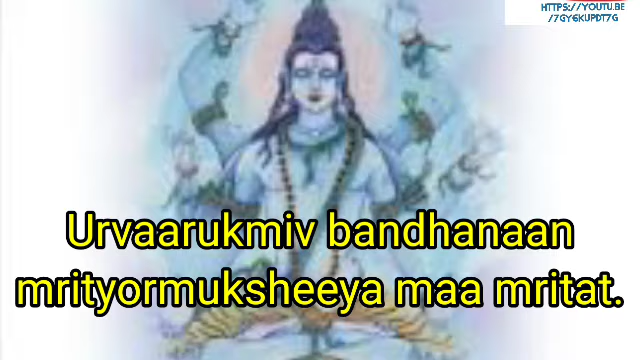 HTTPS://YOUTU.BE
/7GY6KUPDT7G
Urvaarukmiv bandhanaan
mrityormuksheeya maa mritat.